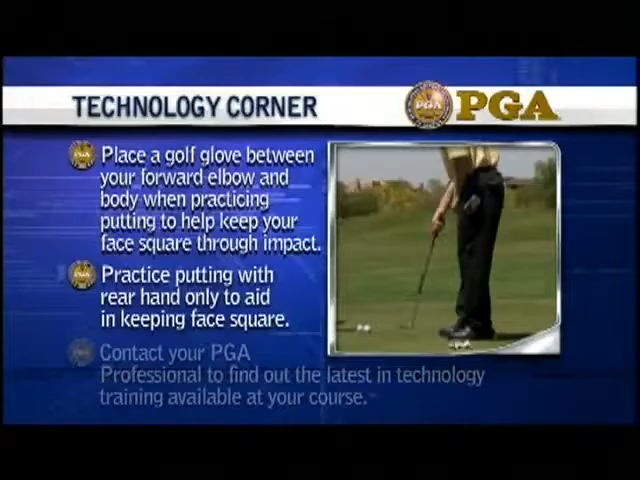 TECHNOLOGY CORNER
PGA PGA
PGA Place a golf glove between
your forward elbow and
body when practicing
putting to help keep your
face square through impact.
PGA Practice putting with
rear hand only to aid
in keeping face square.
Contact your PGA
Professional to find out the latest in technology
training available at your course.